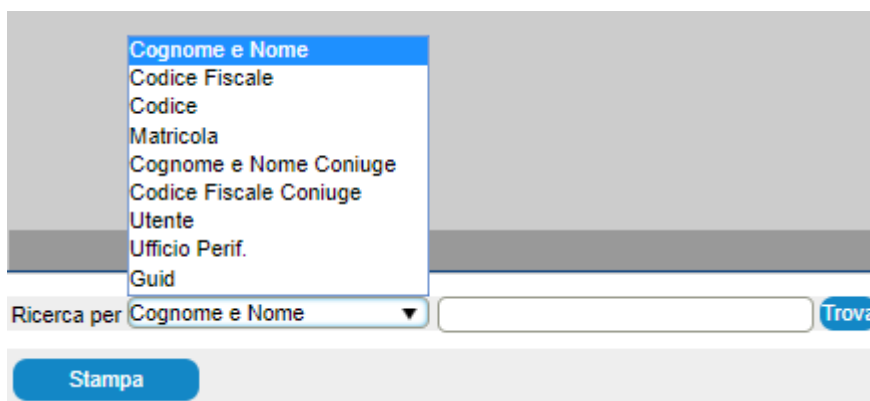 Cognome e Nome
Codice Fiscale
Codice
Matricola
Cognome e Nome Coniuge
Codice Fiscale Coniuge
Utente
Ufficio Perif.
Guid
Ricerca per Cognome e Nome Trova
Stampa